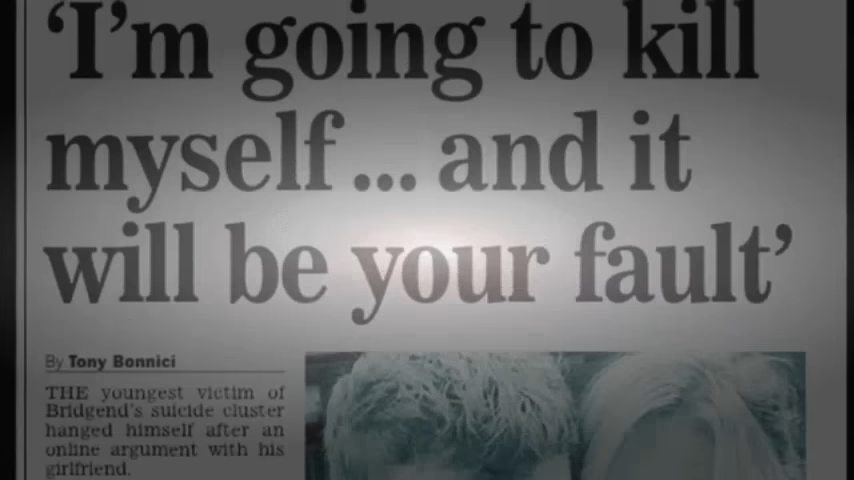 ‘I’m going to kill
myself... and it
will be your fault’
By Tony Bonnici
THE youngest victim of
Bridgend's suicide cluster
hanged himself after an
online argument with his
girlfriend.